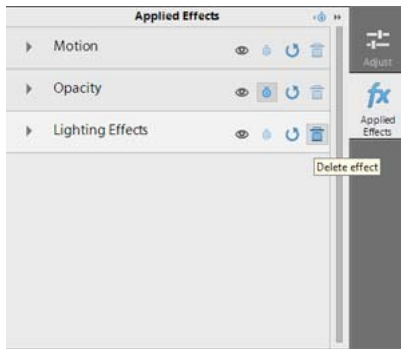 Applied Effects
Motion
Opacity
Lighting Effects
Delete effect
Adjust
fx
Applied
Effects